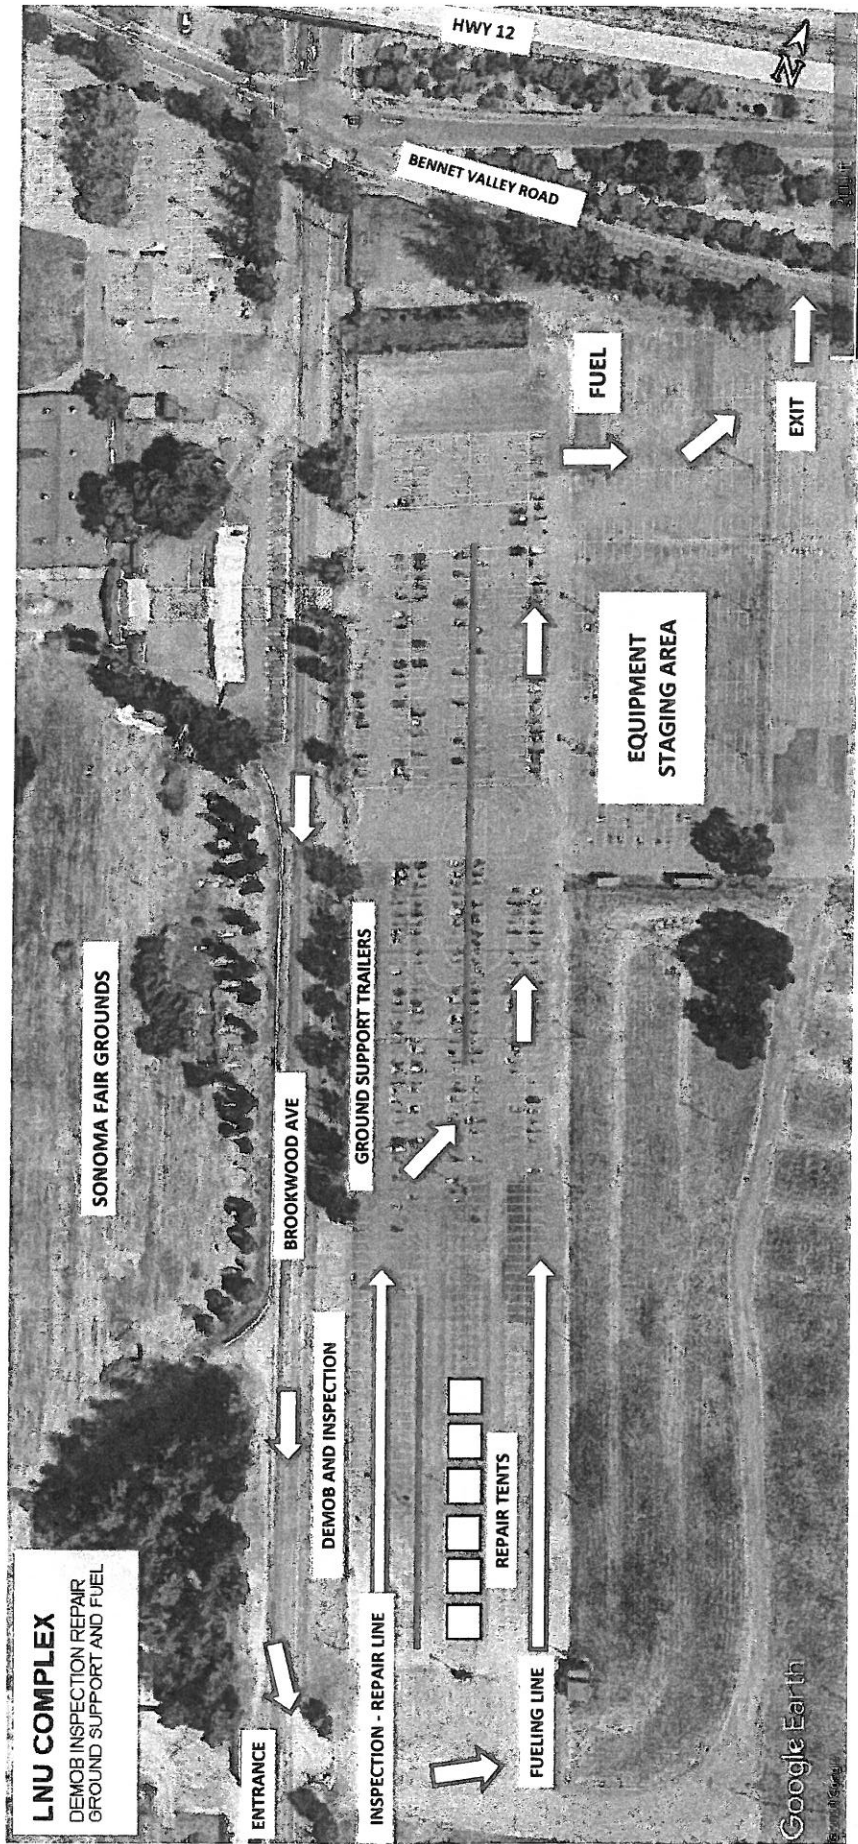 LNU COMPLEX
DEMOB INSPECTION REPAIR
GROUND SUPPORT AND FUEL
SONOMA FAIR GROUNDS
HWY 12
N
BENNET VALLEY ROAD
BROOKWOOD AVE
ENTRANCE
DEMOB AND INSPECTION
GROUND SUPPORT TRAILERS
INSPECTION - REPAIR LINE
REPAIR TENTS
FUELING LINE
FUEL
EQUIPMENT
STAGING AREA
EXIT
Google Earth